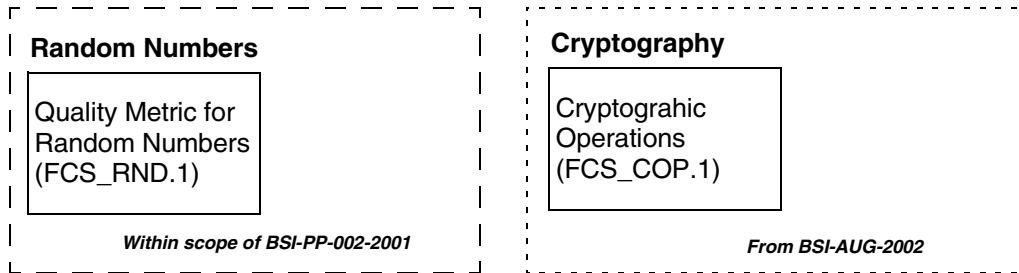 Random Numbers
Quality Metric for
Random Numbers
(FCS_RND.1)
Within scope of BSI-PP-002-2001
Cryptography
Cryptograhic
Operations
(FCS_COP.1)
From BSI-AUG-2002